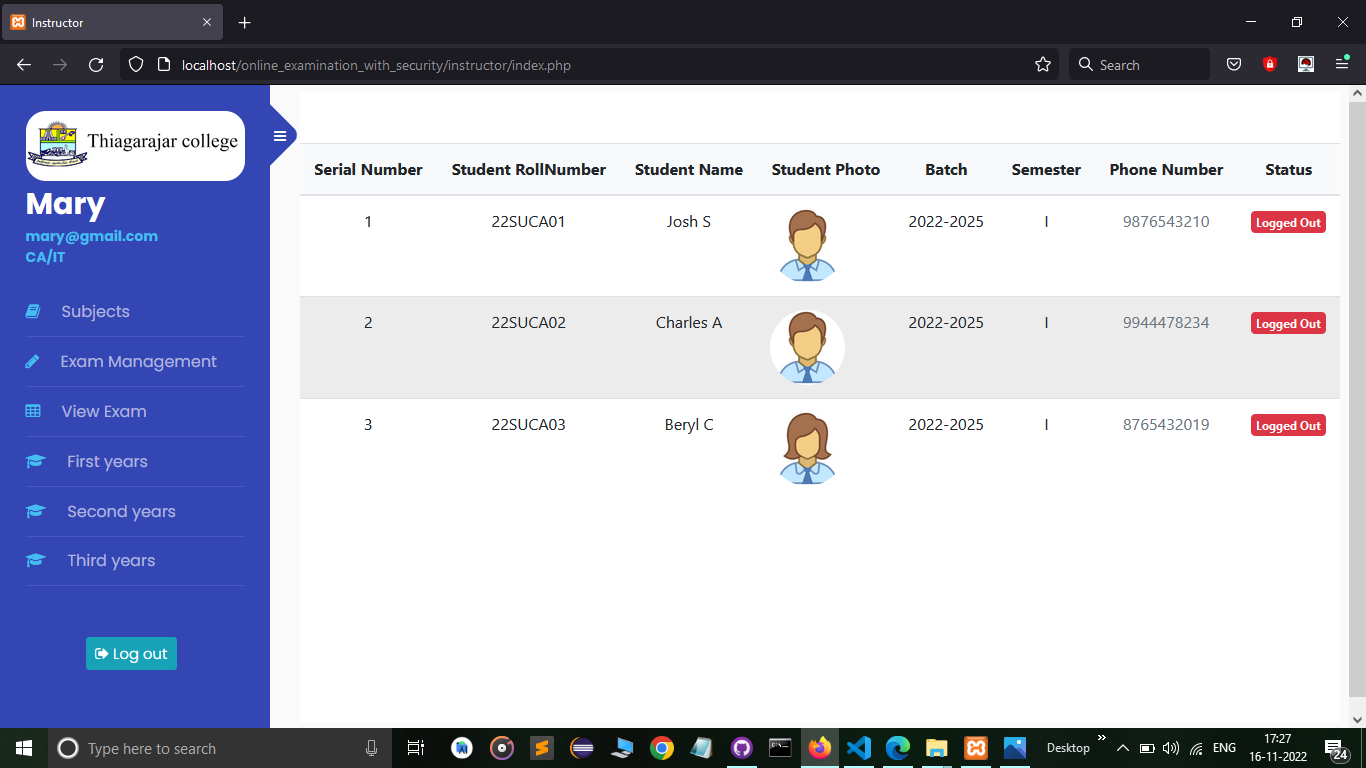 Instructor
localhost/online_examination_with_security/instructor/index.php
Search
Thiagarajar college
Mary
mary@gmail.com
CA/IT
Subjects
Exam Management
View Exam
First years
Second years
Third years
Log out
Serial Number Student RollNumber Student Name Student Photo Batch Semester Phone Number Status
1 22SUCA01 Josh S 2022-2025 I 9876543210 Logged Out
2 22SUCA02 Charles A 2022-2025 I 9944478234 Logged Out
3 22SUCA03 Beryl C 2022-2025 I 8765432019 Logged Out
Type here to search
Desktop
ENG
17:27
16-11-2022
24